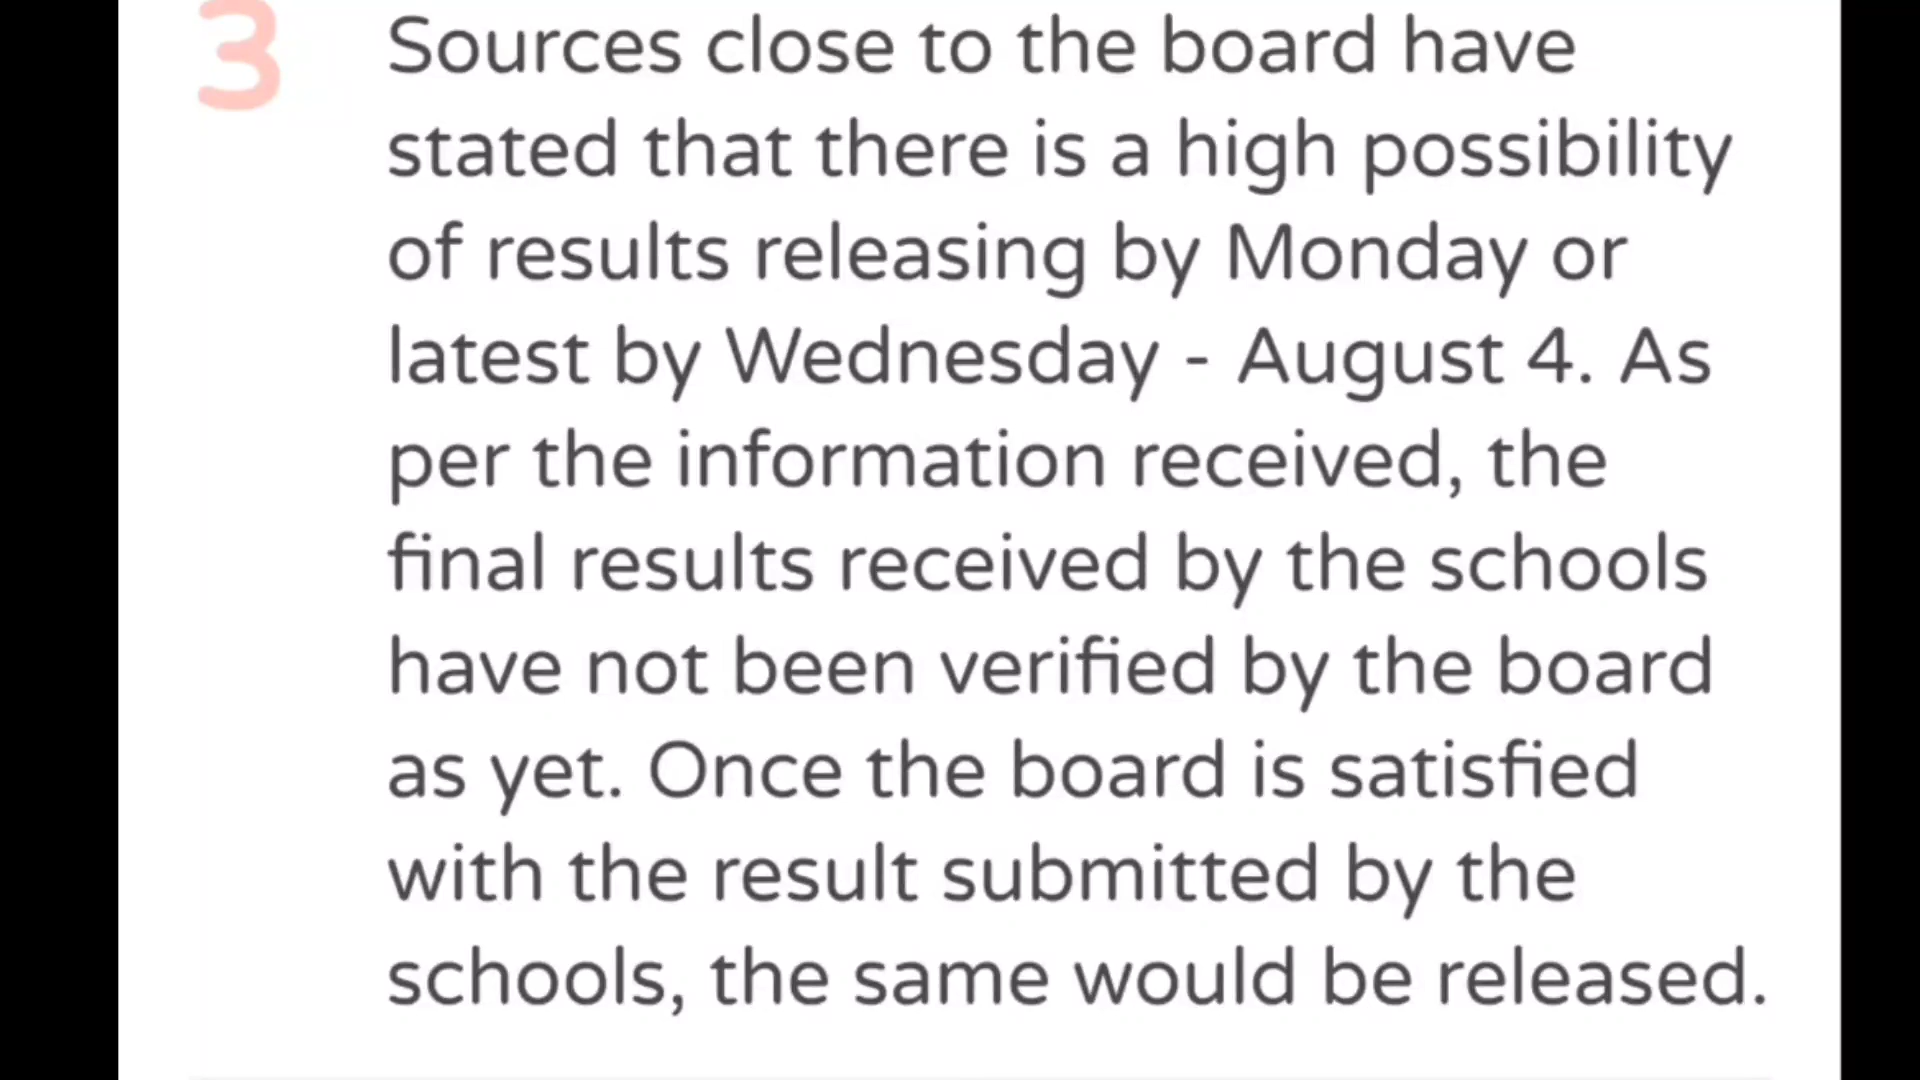 3
Sources close to the board have
stated that there is a high possibility
of results releasing by Monday or
latest by Wednesday - August 4. As
per the information received, the
final results received by the schools
have not been verified by the board
as yet. Once the board is satisfied
with the result submitted by the
schools, the same would be released.